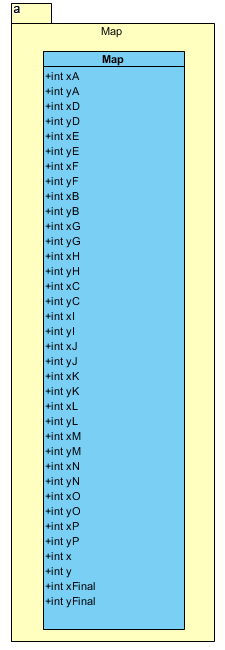 a
Map
Map
+int xA
+int yA
+int xD
+int yD
+int xE
+int yE
+int xF
+int yF
+int xB
+int yB
+int xG
+int yG
+int xH
+int yH
+int xC
+int yC
+int xI
+int yI
+int xJ
+int yJ
+int xK
+int yK
+int xL
+int yL
+int xM
+int yM
+int xN
+int yN
+int xO
+int yO
+int xP
+int yP
+int x
+int y
+int xFinal
+int yFinal